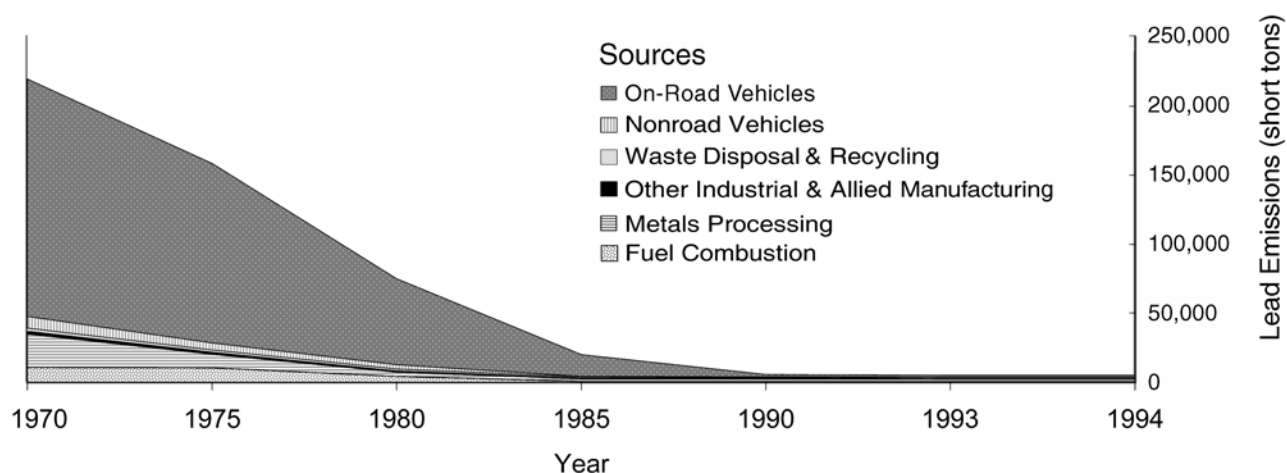 Sources
On-Road Vehicles
Nonroad Vehicles
Waste Disposal & Recycling
Other Industrial & Allied Manufacturing
Metals Processing
Fuel Combustion
250,000
200,000
150,000
100,000
50,000
0
Lead Emissions (short tons)
1970 1975 1980 1985 1990 1993 1994
Year